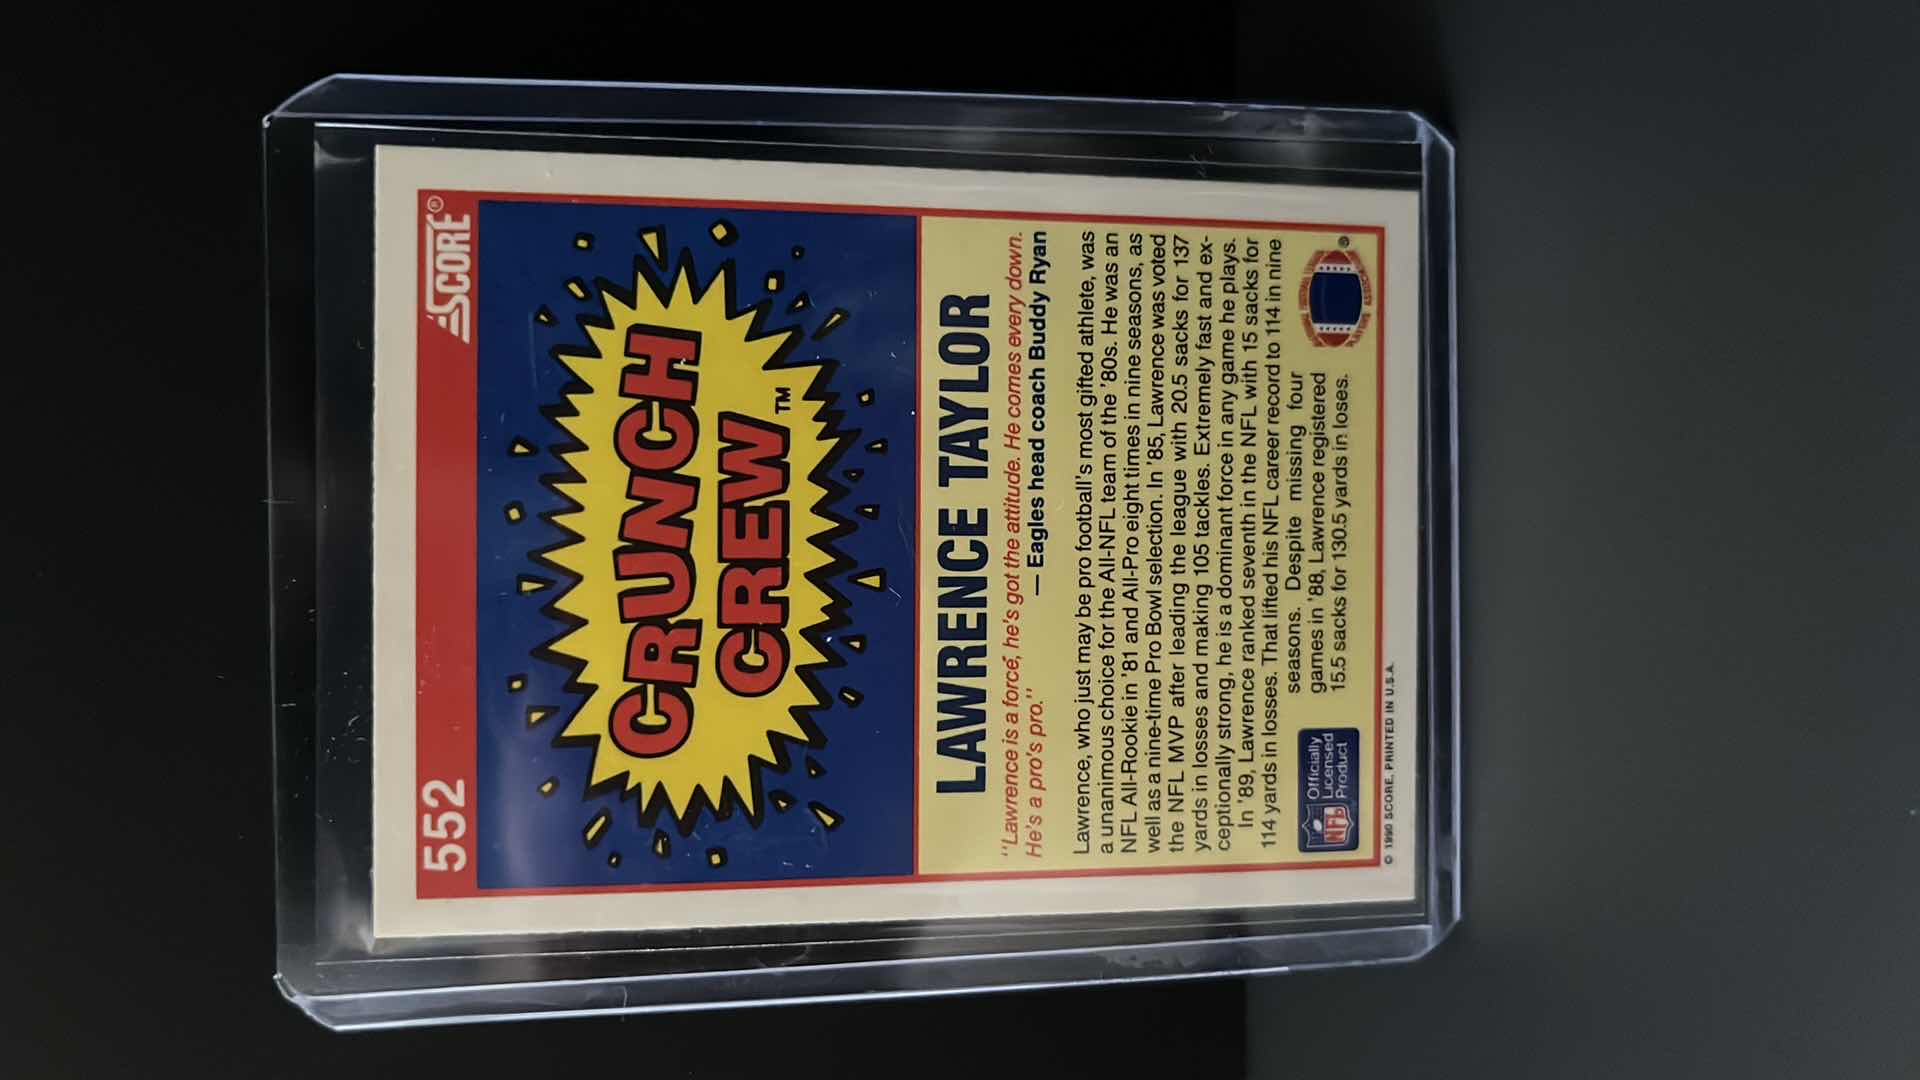 552 SCORE®
CRUNCH
CREW™
LAWRENCE TAYLOR
"Lawrence is a force, he's got the attitude. He comes every down.
He's a pro's pro."
— Eagles head coach Buddy Ryan
Lawrence, who just may be pro football's most gifted athlete, was
a unanimous choice for the All-NFL team of the '80s. He was an
NFL All-Rookie in '81 and All-Pro eight times in nine seasons, as
well as a nine-time Pro Bowl selection. In '85, Lawrence was voted
the NFL MVP after leading the league with 20.5 sacks for 137
yards in losses and making 105 tackles. Extremely fast and ex-
ceptionally strong, he is a dominant force in any game he plays.
In '89, Lawrence ranked seventh in the NFL with 15 sacks for
114 yards in losses. That lifted his NFL career record to 114 in nine
seasons. Despite missing four
games in '88, Lawrence registered
15.5 sacks for 130.5 yards in loses.
NFL
Officially
Licensed
Product
®
© 1990 SCORE, PRINTED IN U.S.A.